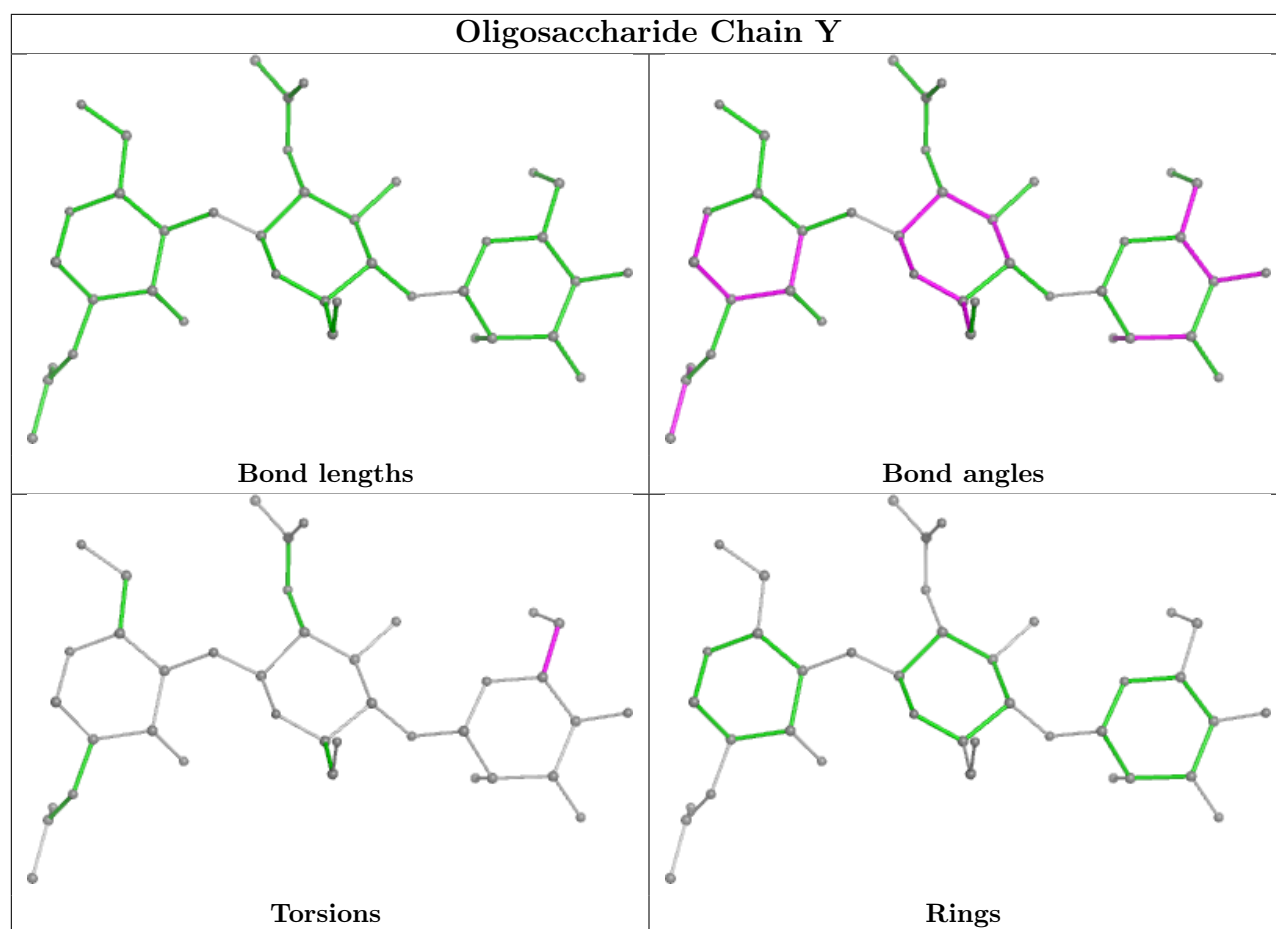 Oligosaccharide Chain Y
Bond lengths
Bond angles
Torsions
Rings